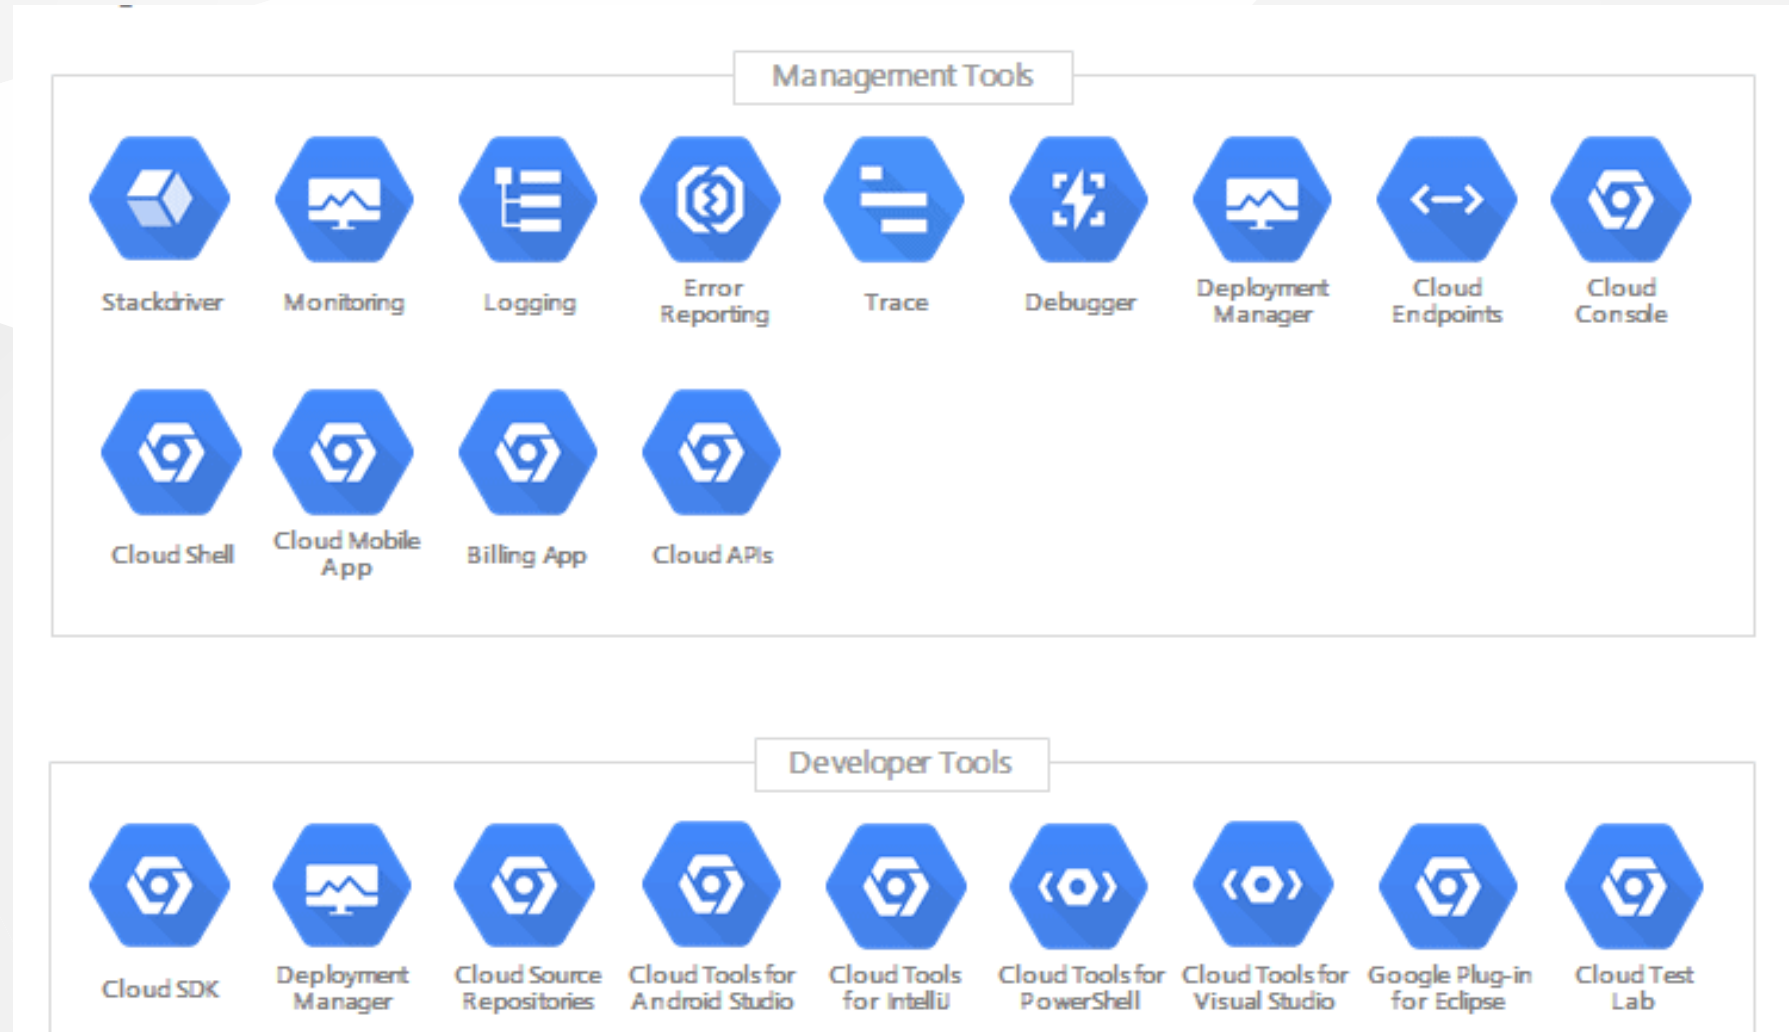 Management Tools
Stackdriver
Monitoring
Logging
Error
Reporting
Trace
Debugger
Deployment
Manager
Cloud
Endpoints
Cloud
Console
Cloud Shell
Cloud Mobile
App
Billing App
Cloud APIs
Developer Tools
Cloud SDK
Deployment
Manager
Cloud Source
Repositories
Cloud Tools for
Android Studio
Cloud Tools
for IntelliJ
Cloud Tools for
PowerShell
Cloud Tools for
Visual Studio
Google Plug-in
for Eclipse
Cloud Test
Lab